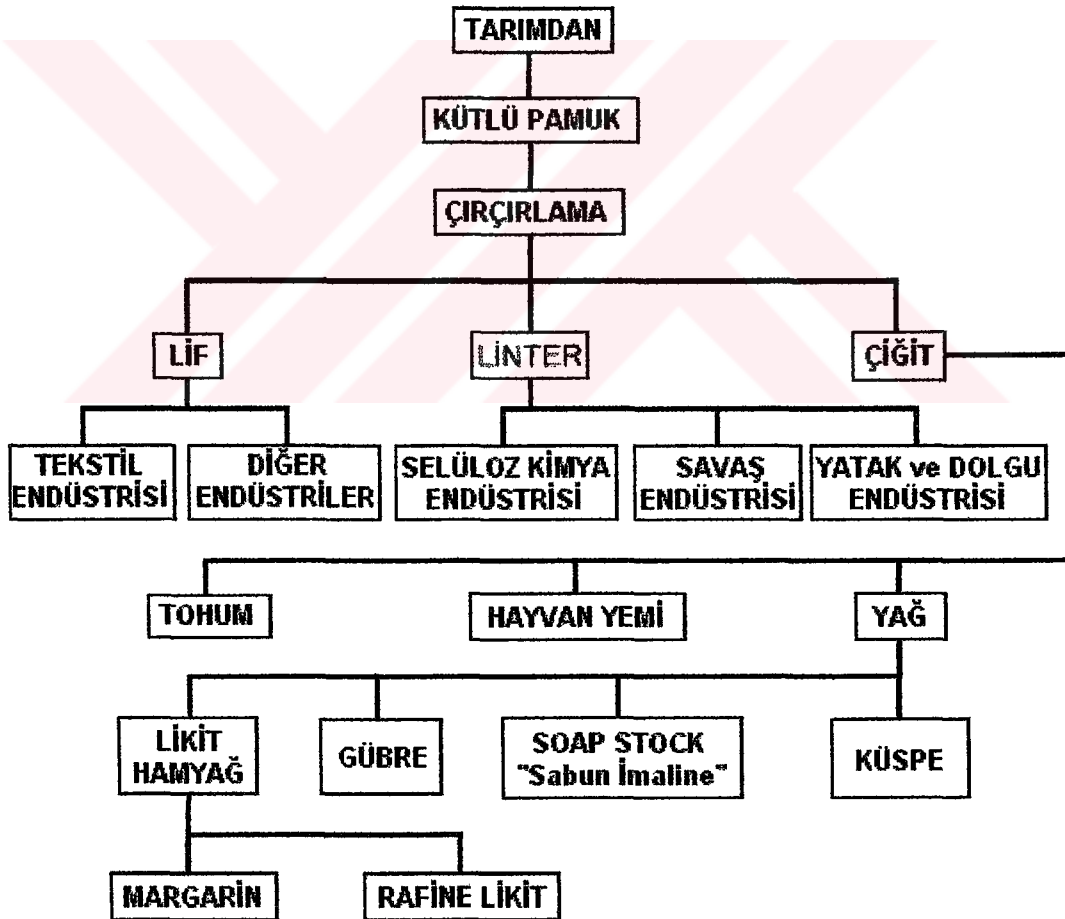 TARIMDAN
KÜTLÜ PAMUK
ÇIRÇIRLAMA
LİF
LİNTER
ÇİĞİT
TEKSTİL
ENDÜSTRİSİ
DİĞER
ENDÜSTRİLER
SELÜLOZ KİMYA
ENDÜSTRİSİ
SAVAŞ
ENDÜSTRİSİ
YATAK ve DOLGU
ENDÜSTRİSİ
TOHUM
HAYVAN YEMİ
YAĞ
LİKİT
HAMYAĞ
GÜBRE
SOAP STOCK
"Sabun İmaline"
KÜSPE
MARGARİN
RAFİNE LİKİT